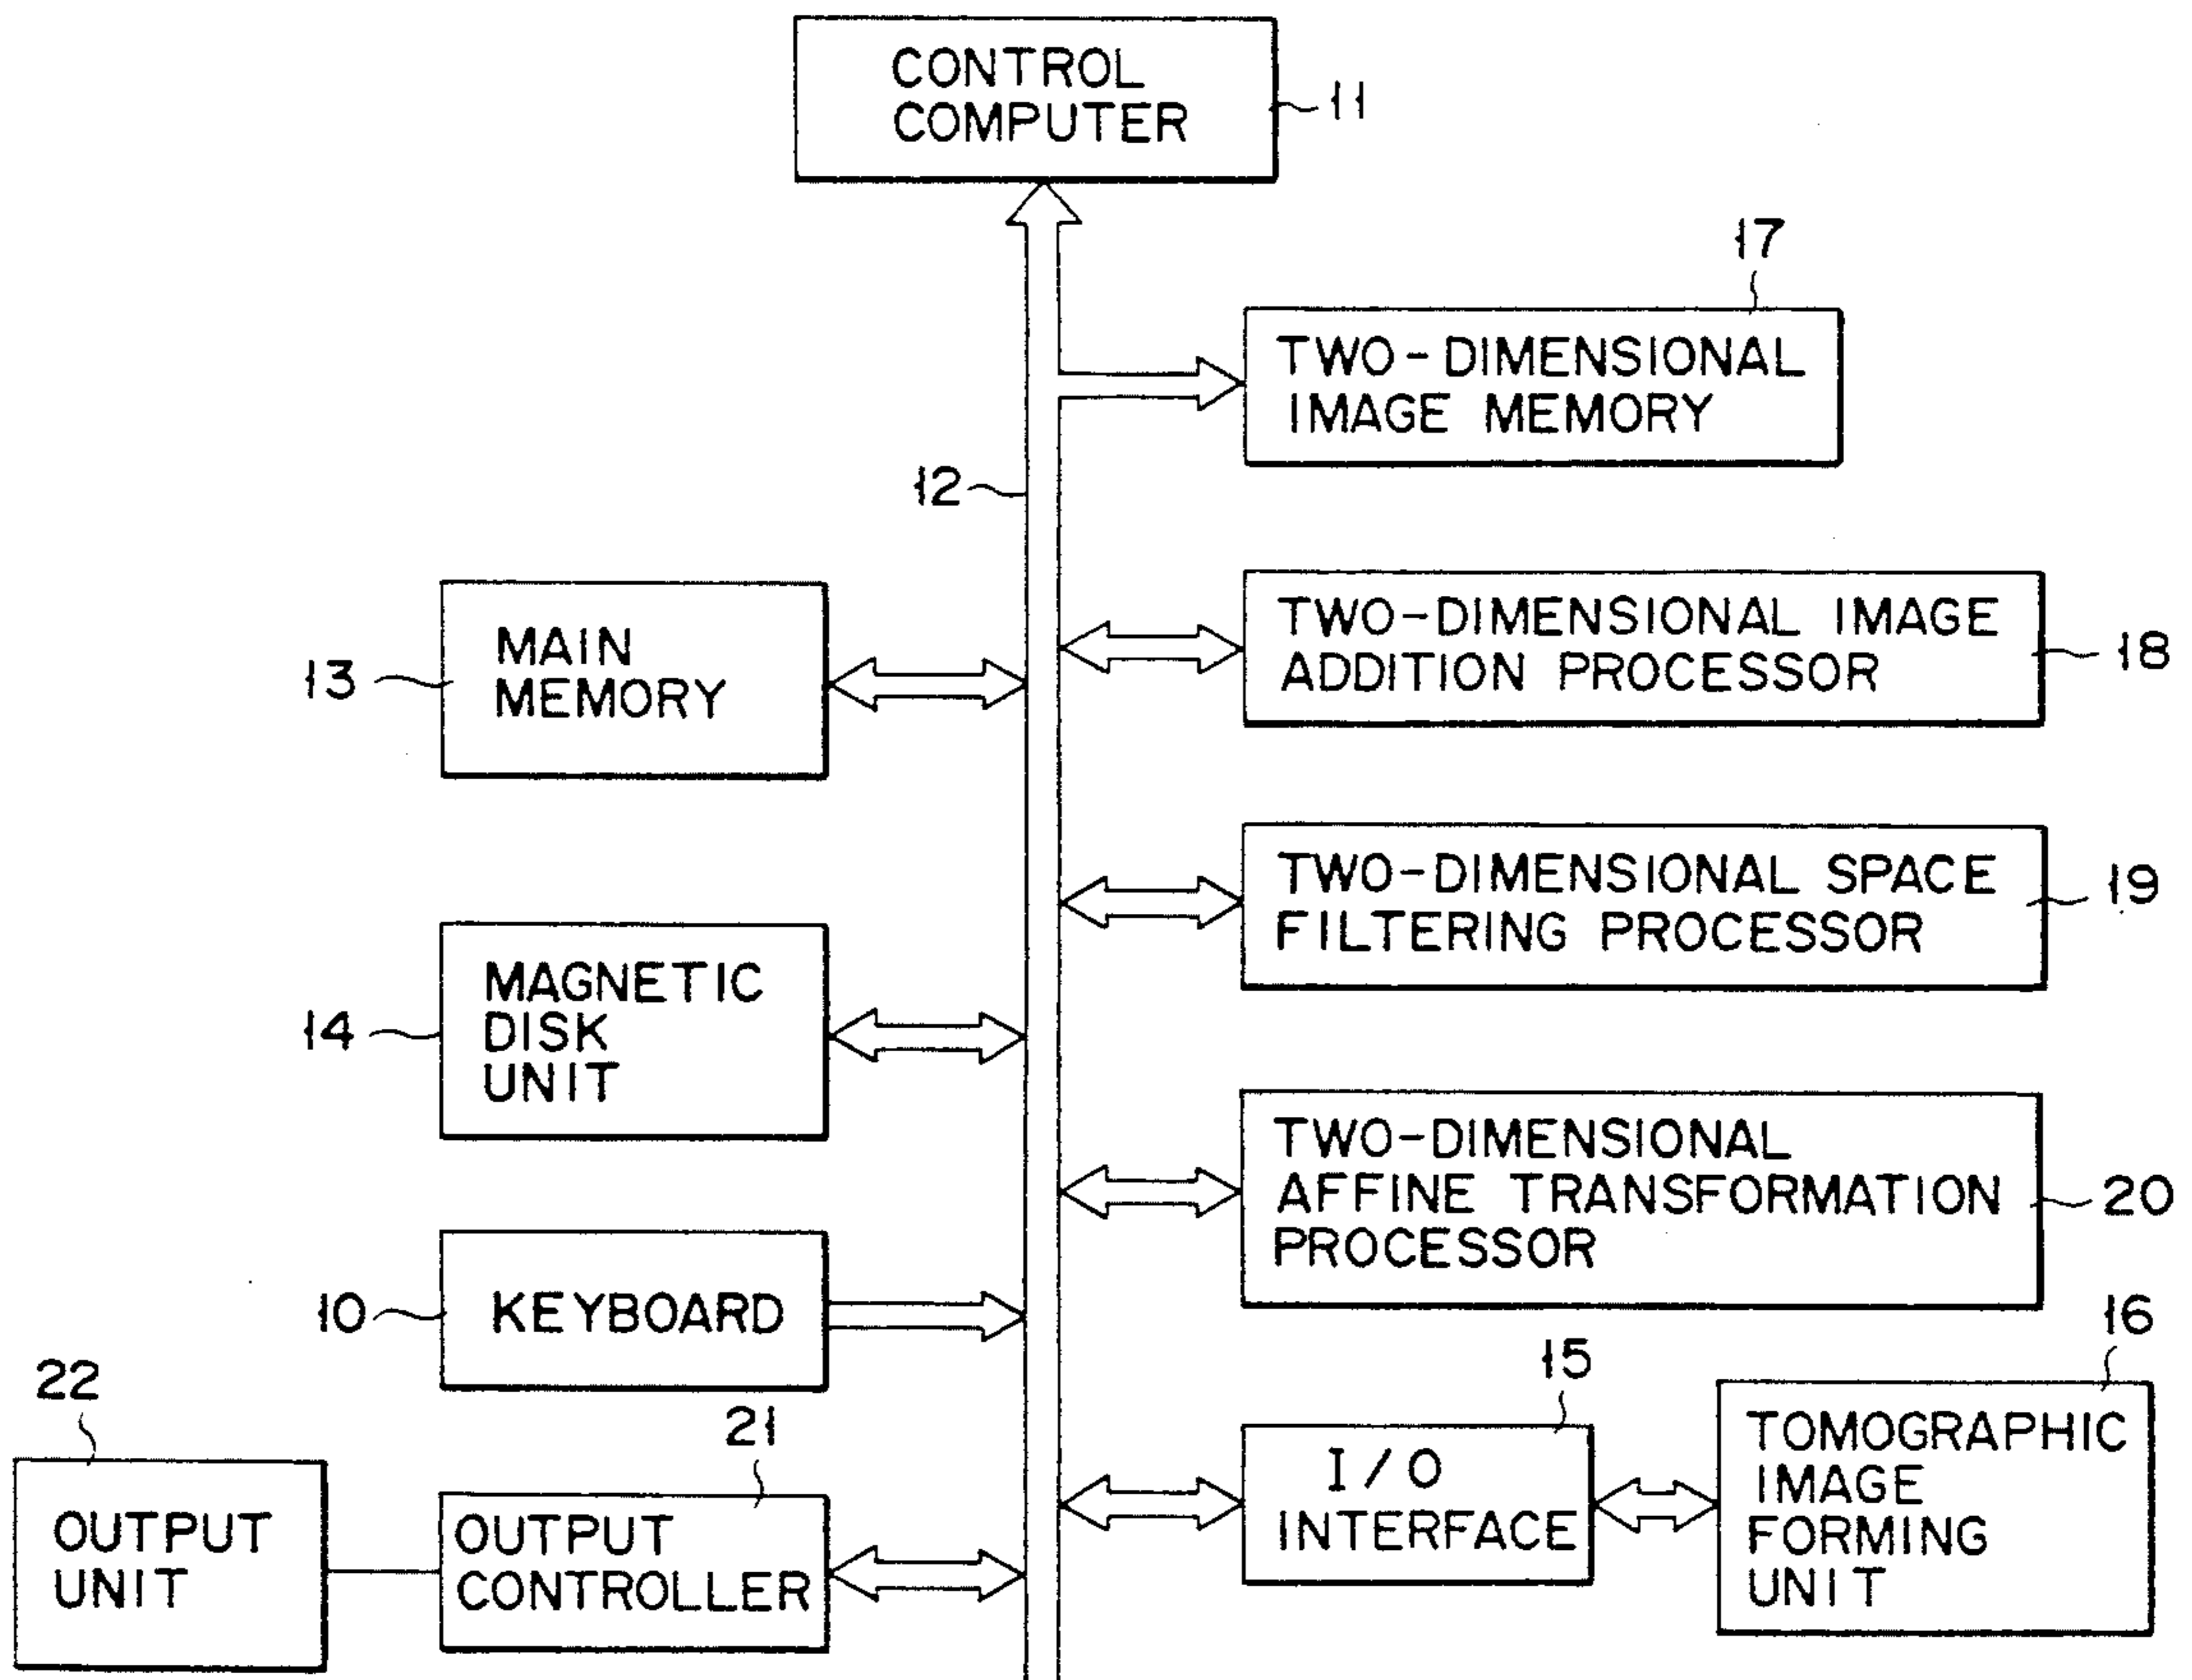 CONTROL
COMPUTER
11
17
TWO-DIMENSIONAL
IMAGE MEMORY
12
TWO-DIMENSIONAL IMAGE
ADDITION PROCESSOR
18
13
MAIN
MEMORY
TWO-DIMENSIONAL SPACE
FILTERING PROCESSOR
19
14
MAGNETIC
DISK
UNIT
TWO-DIMENSIONAL
AFFINE TRANSFORMATION
PROCESSOR
20
10
KEYBOARD
16
15
22
21
I/O
INTERFACE
TOMOGRAPHIC
IMAGE
FORMING
UNIT
OUTPUT
UNIT
OUTPUT
CONTROLLER